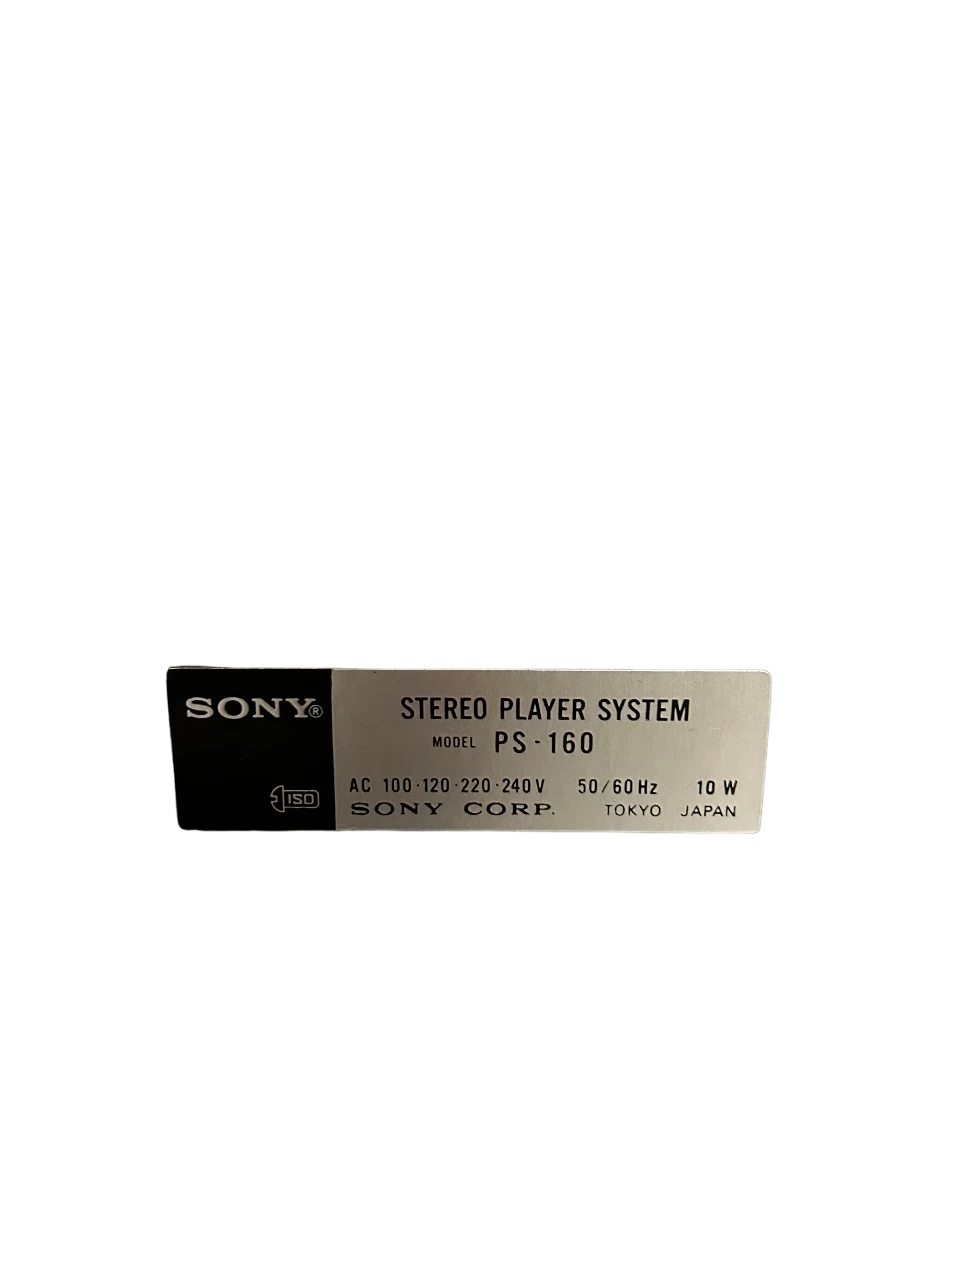 SONY®
STEREO PLAYER SYSTEM
MODEL PS-160
ISO
AC 100·120·220·240V 50/60Hz 10 W
SONY CORP. TOKYO JAPAN